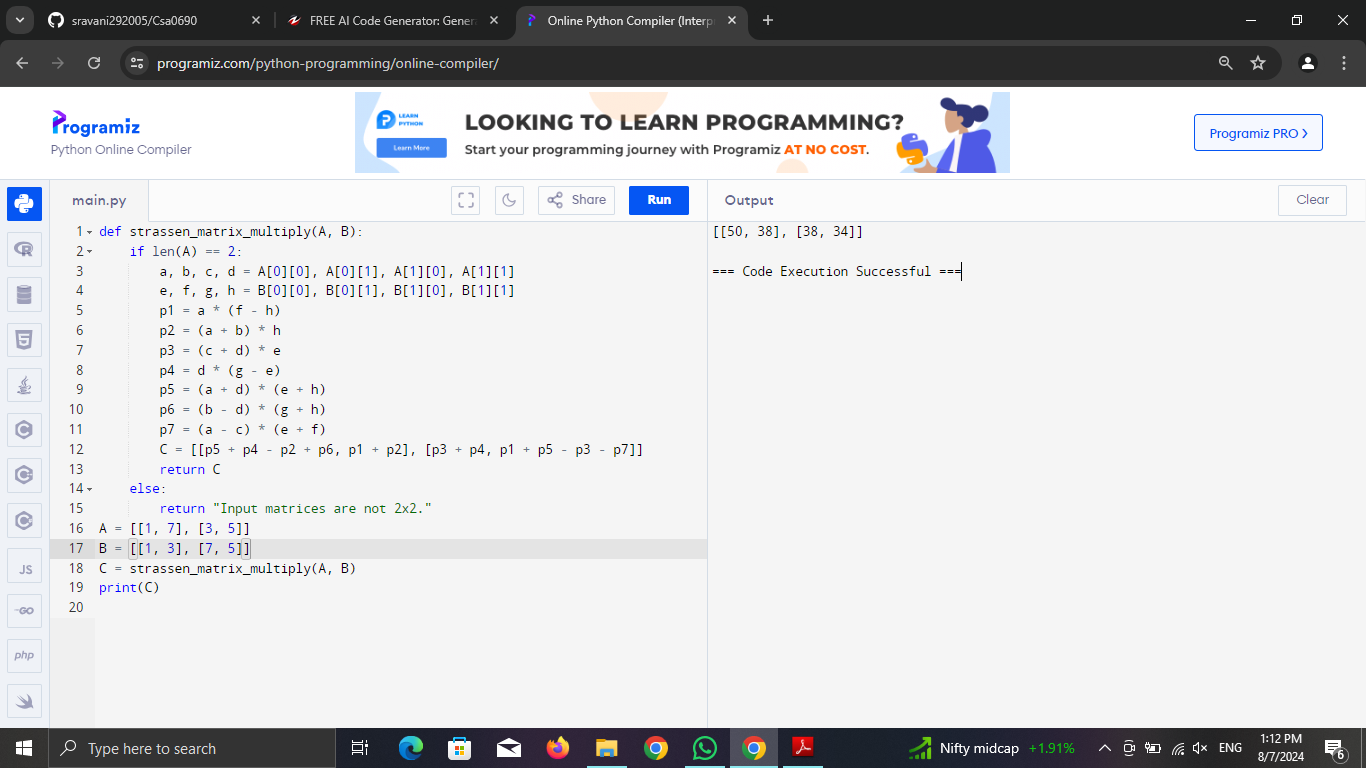 sravani292005/Csa0690
FREE AI Code Generator: Gener
Online Python Compiler (Interp
programiz.com/python-programming/online-compiler/
Programiz
Python Online Compiler
LEARN
PYTHON
Learn More
LOOKING TO LEARN PROGRAMMING?
Start your programming journey with Programiz AT NO COST.
Programiz PRO >
main.py
Share
Run
Output
Clear
1 def strassen_matrix_multiply(A, B):
2     if len(A) == 2:
3         a, b, c, d = A[0][0], A[0][1], A[1][0], A[1][1]
4         e, f, g, h = B[0][0], B[0][1], B[1][0], B[1][1]
5         p1 = a * (f - h)
6         p2 = (a + b) * h
7         p3 = (c + d) * e
8         p4 = d * (g - e)
9         p5 = (a + d) * (e + h)
10         p6 = (b - d) * (g + h)
11         p7 = (a - c) * (e + f)
12         C = [[p5 + p4 - p2 + p6, p1 + p2], [p3 + p4, p1 + p5 - p3 - p7]]
13         return C
14     else:
15         return "Input matrices are not 2x2."
16 A = [[1, 7], [3, 5]]
17 B = [[1, 3], [7, 5]]
18 C = strassen_matrix_multiply(A, B)
19 print(C)
20
[[50, 38], [38, 34]]
=== Code Execution Successful ===
R
5
C
C
C
JS
GO
php
Type here to search
Nifty midcap +1.91%
ENG
1:12 PM
8/7/2024
6